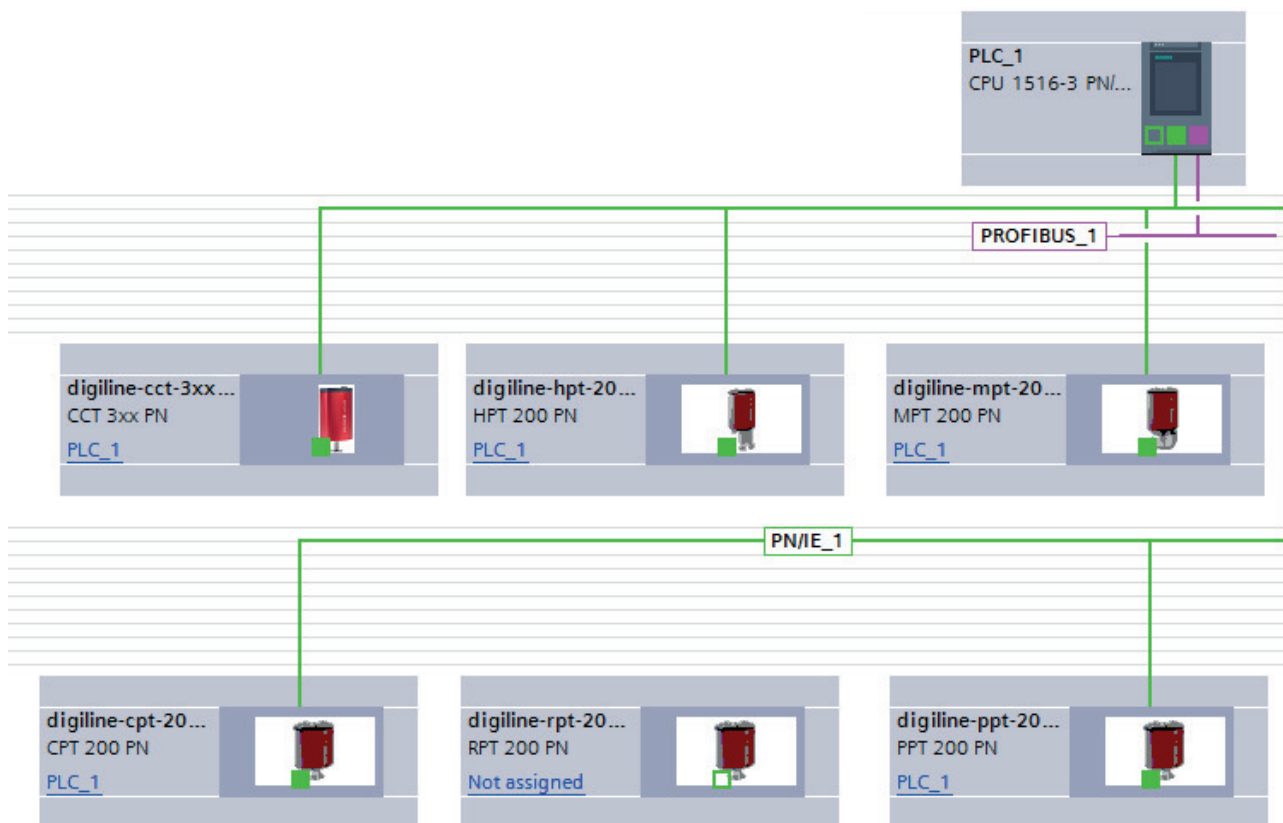 PLC_1
CPU 1516-3 PN/...
PROFIBUS_1
digiline-cct-3xx...
CCT 3xx PN
PLC_1
digiline-hpt-20...
HPT 200 PN
PLC_1
digiline-mpt-20...
MPT 200 PN
PLC_1
PN/IE_1
digiline-cpt-20...
CPT 200 PN
PLC_1
digiline-rpt-20...
RPT 200 PN
Not assigned
digiline-ppt-20...
PPT 200 PN
PLC_1